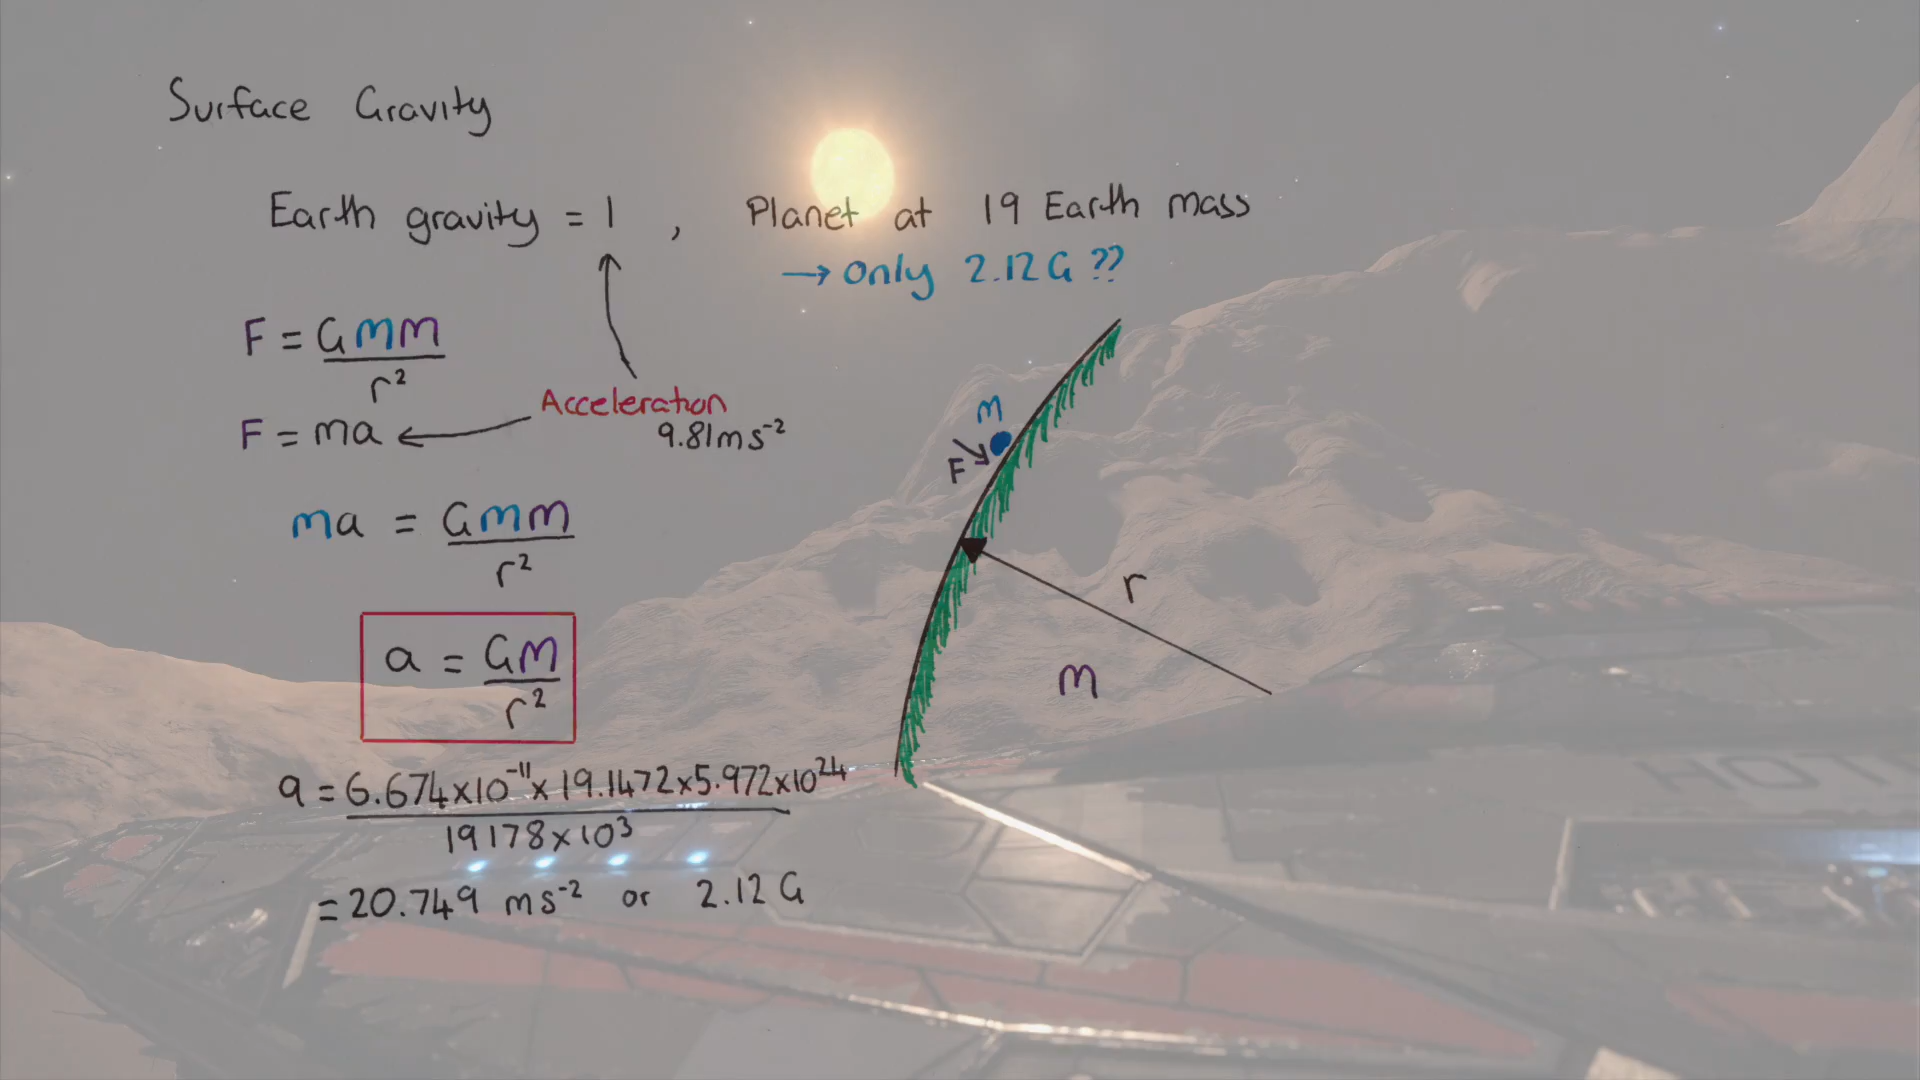 Surface Gravity
Earth gravity = 1 , Planet at 19 Earth mass
→ only 2.12 G ??
F = GMM
r²
Acceleration
9.81ms⁻²
F = ma
M
F
ma = GMM
r²
r
a = GM
r²
M
a = 6.674x10⁻¹¹x 19.1472x5.972x10²⁴
19178x10³
= 20.749 ms⁻² or 2.12 G